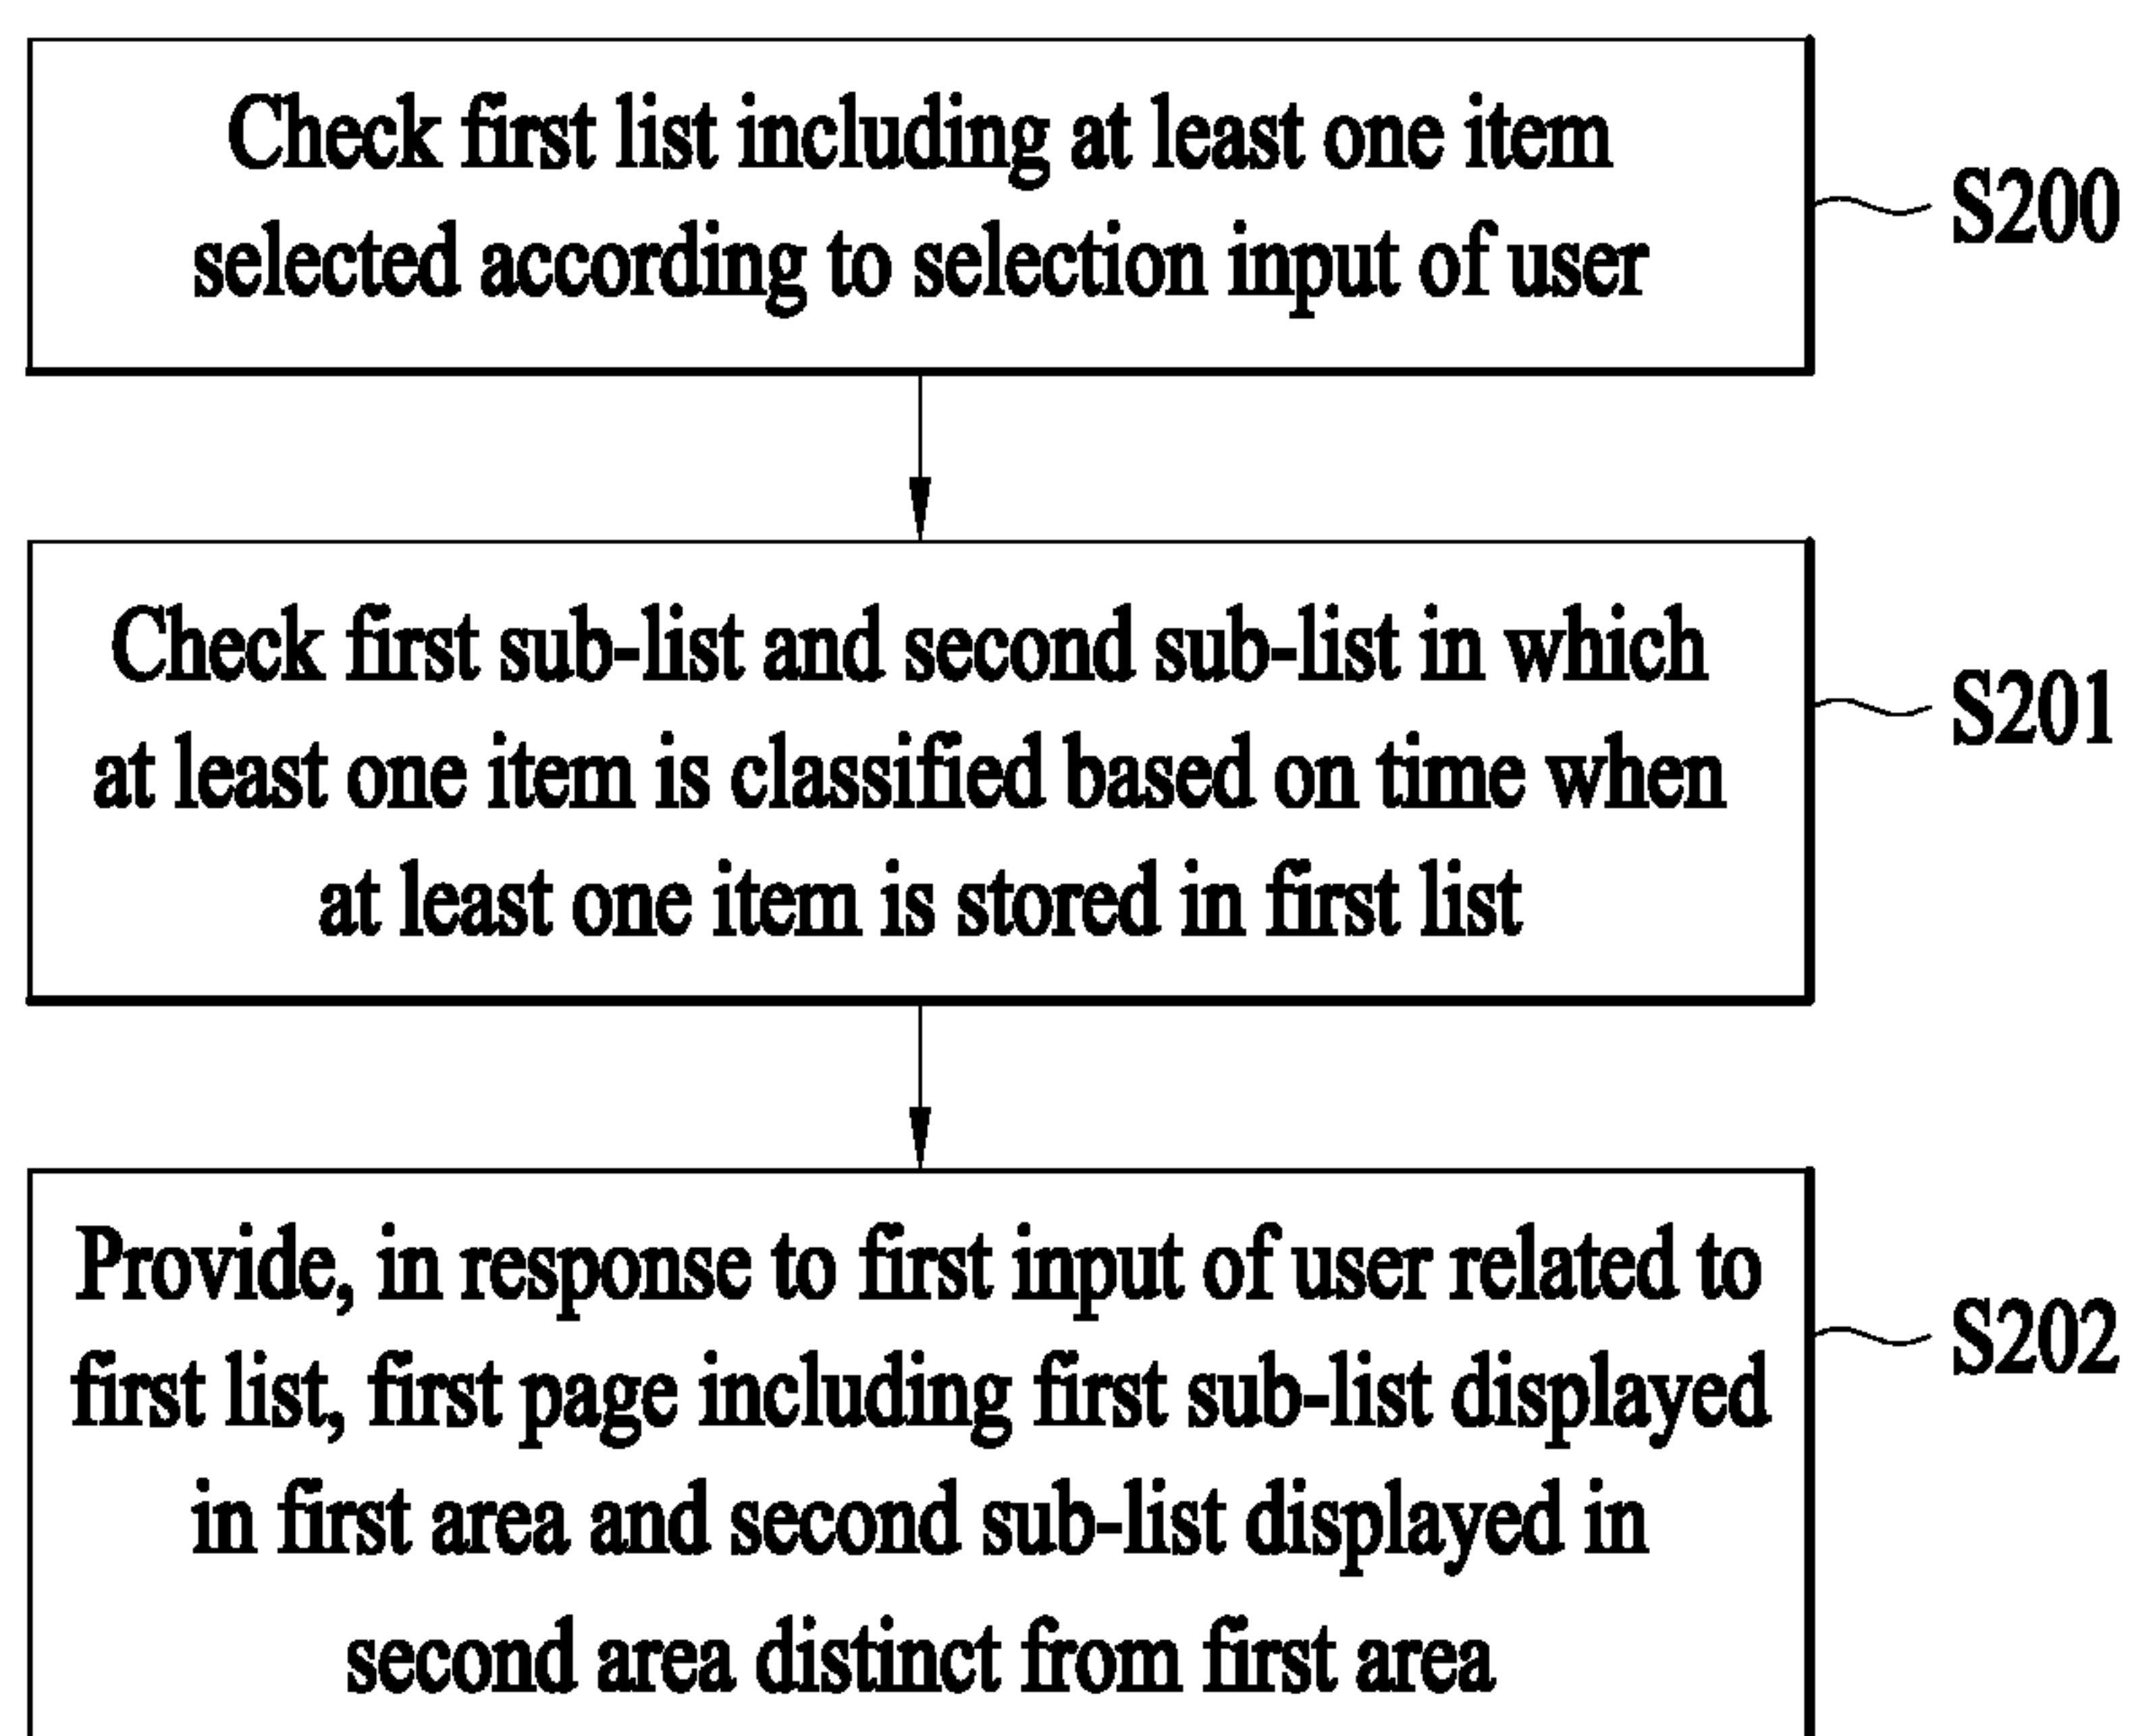 Check first list including at least one item
selected according to selection input of user
S200
Check first sub-list and second sub-list in which
at least one item is classified based on time when
at least one item is stored in first list
S201
Provide, in response to first input of user related to
first list, first page including first sub-list displayed
in first area and second sub-list displayed in
second area distinct from first area
S202